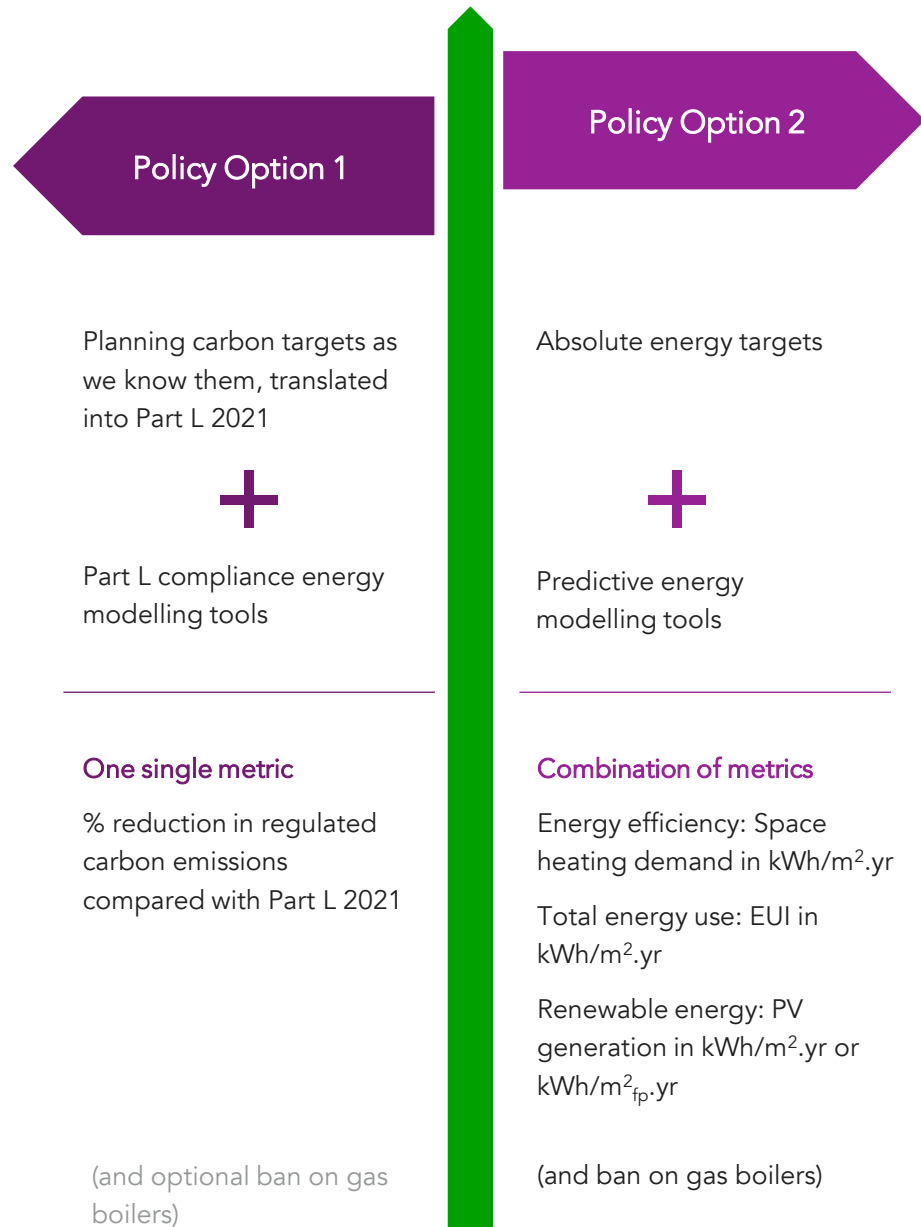 Policy Option 1
Planning carbon targets as
we know them, translated
into Part L 2021
+
Part L compliance energy
modelling tools
One single metric
% reduction in regulated
carbon emissions
compared with Part L 2021
(and optional ban on gas
boilers)
Policy Option 2
Absolute energy targets
+
Predictive energy
modelling tools
Combination of metrics
Energy efficiency: Space
heating demand in kWh/m².yr
Total energy use: EUI in
kWh/m².yr
Renewable energy: PV
generation in kWh/m².yr or
kWh/m²fp.yr
(and ban on gas boilers)